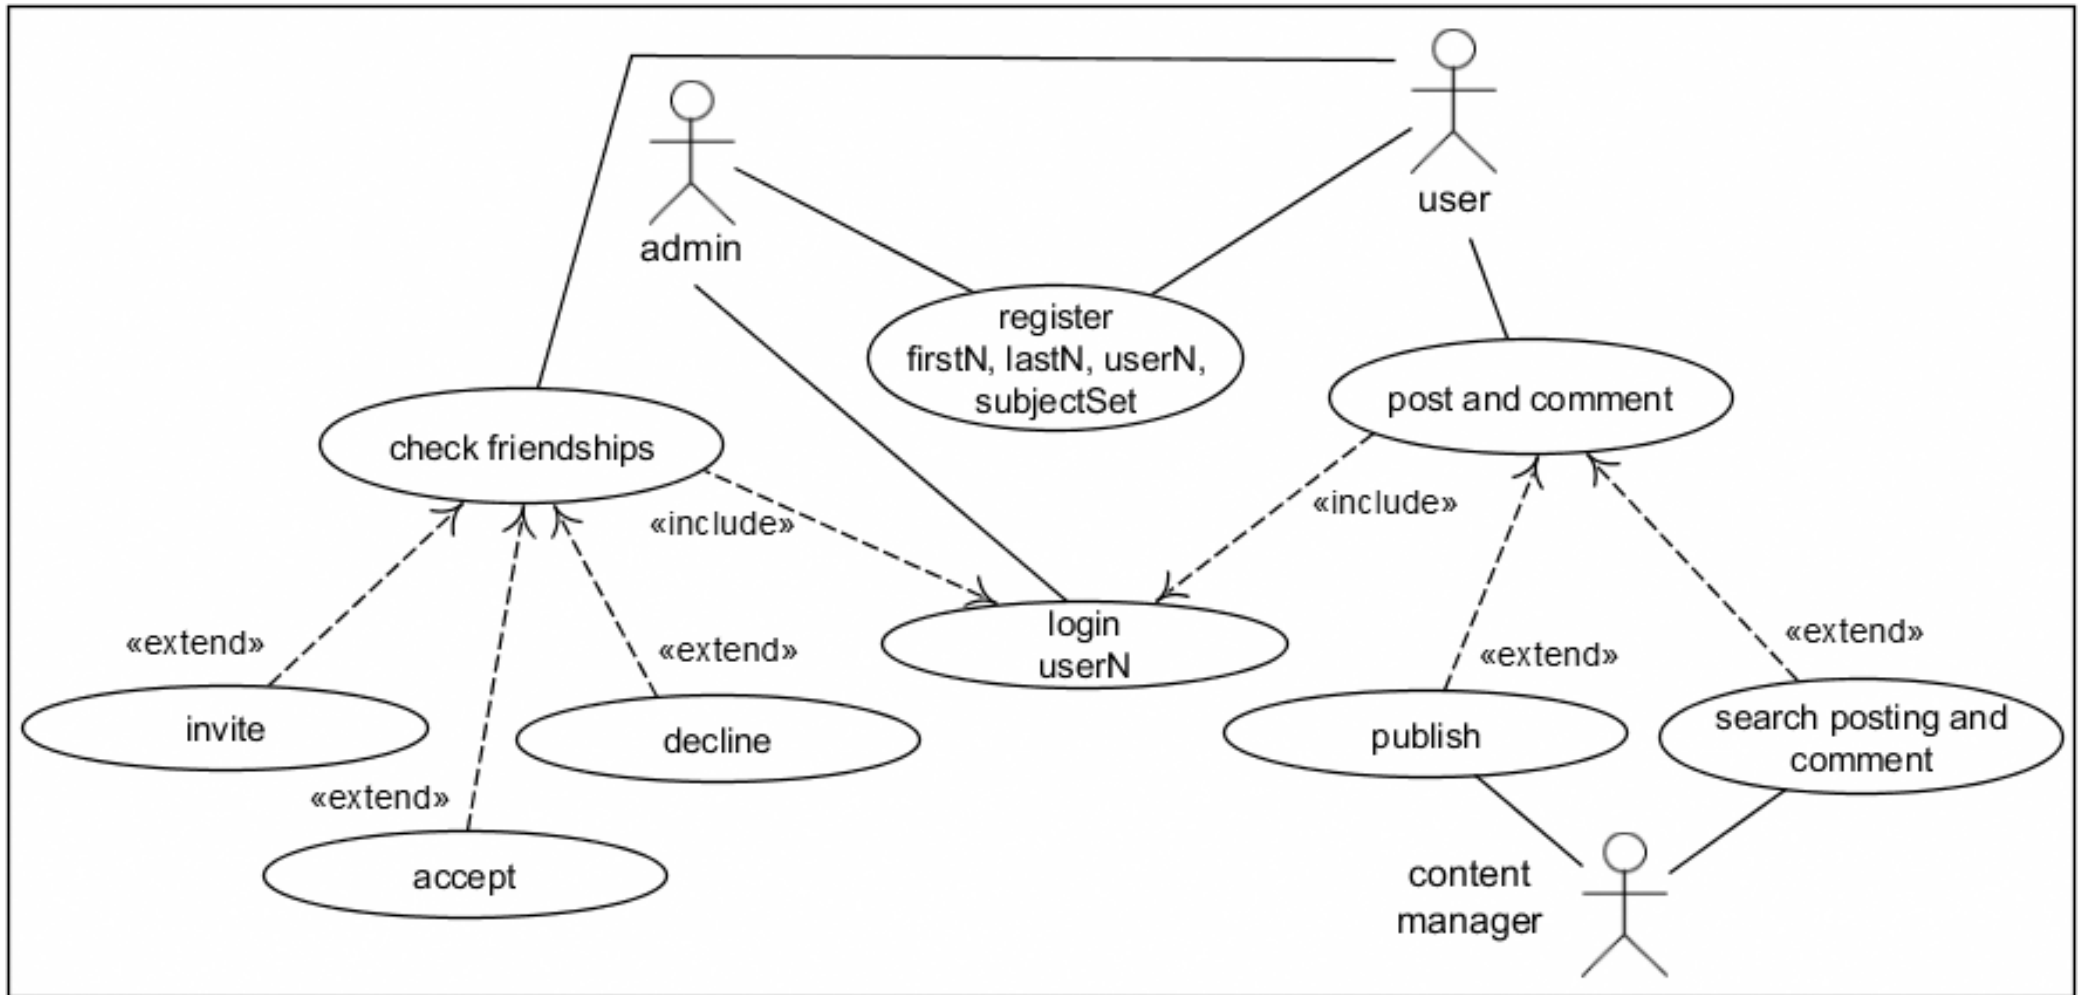 user
admin
register
firstN, lastN, userN,
subjectSet
post and comment
check friendships
«include»
«include»
login
userN
«extend»
«extend»
«extend»
«extend»
invite
decline
publish
search posting and
comment
«extend»
accept
content
manager